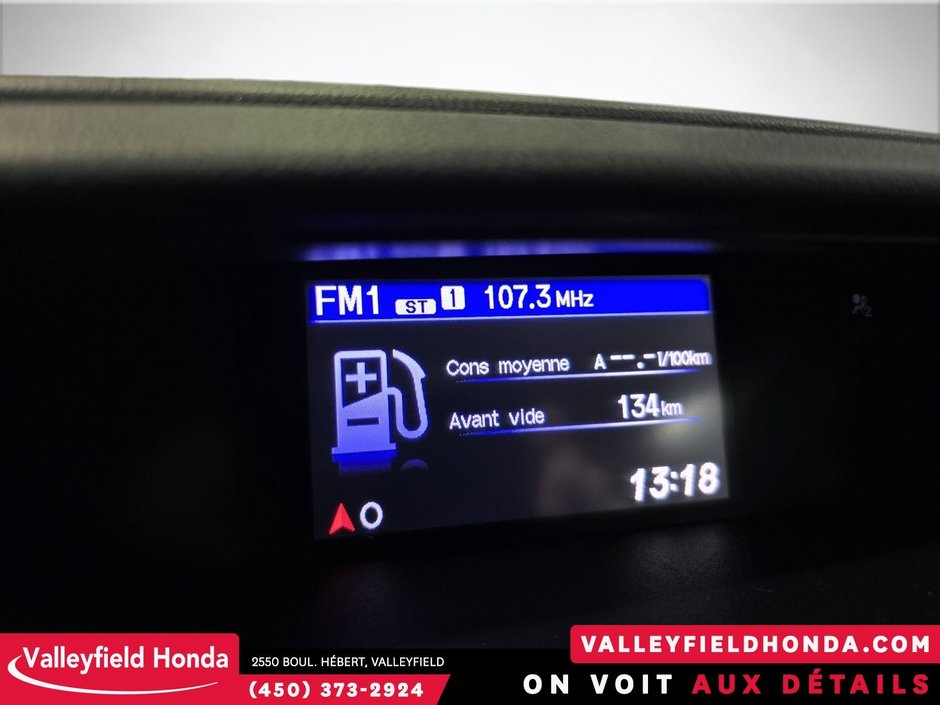 FM1 ST 1 107.3 MHz
Cons moyenne A --.- l/100km
Avant vide 134 km
13:18
O
Valleyfield Honda
2550 BOUL. HÉBERT, VALLEYFIELD
(450) 373-2924
VALLEYFIELDHONDA.COM
ON VOIT AUX DÉTAILS